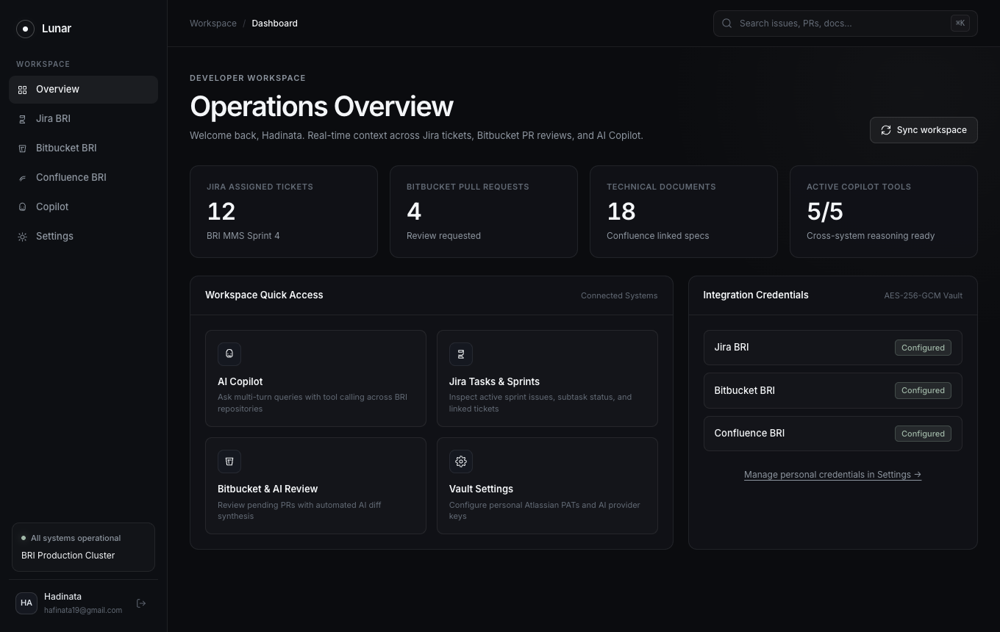 Lunar
WORKSPACE
Overview
Jira BRI
Bitbucket BRI
Confluence BRI
Copilot
Settings
All systems operational
BRI Production Cluster
HA
Hadinata
hafinata19@gmail.com
Workspace / Dashboard
Search issues, PRs, docs...
⌘K
DEVELOPER WORKSPACE
Operations Overview
Welcome back, Hadinata. Real-time context across Jira tickets, Bitbucket PR reviews, and AI Copilot.
Sync workspace
JIRA ASSIGNED TICKETS
12
BRI MMS Sprint 4
BITBUCKET PULL REQUESTS
4
Review requested
TECHNICAL DOCUMENTS
18
Confluence linked specs
ACTIVE COPILOT TOOLS
5/5
Cross-system reasoning ready
Workspace Quick Access
Connected Systems
AI Copilot
Ask multi-turn queries with tool calling across BRI
repositories
Jira Tasks & Sprints
Inspect active sprint issues, subtask status, and
linked tickets
Bitbucket & AI Review
Review pending PRs with automated AI diff
synthesis
Vault Settings
Configure personal Atlassian PATs and AI provider
keys
Integration Credentials
AES-256-GCM Vault
Jira BRI
Configured
Bitbucket BRI
Configured
Confluence BRI
Configured
Manage personal credentials in Settings →